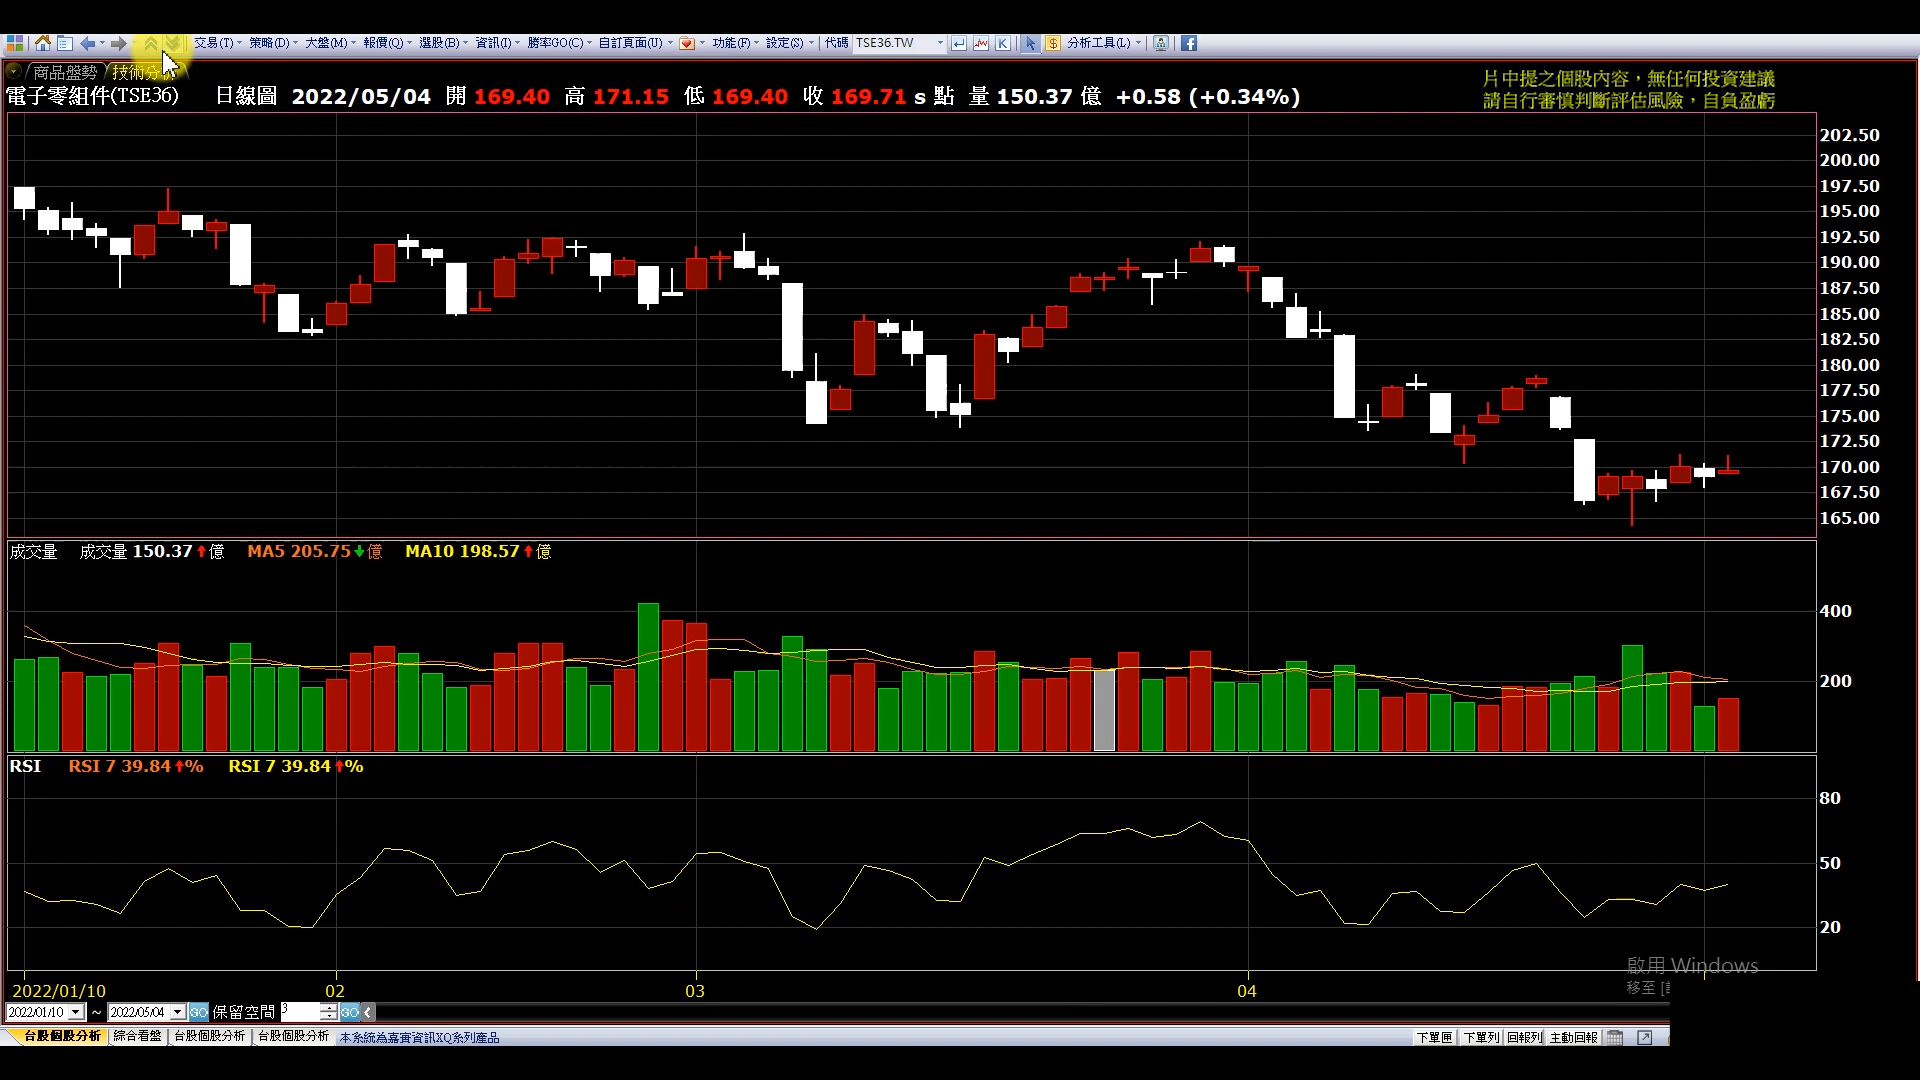 交易(T) 策略(D) 大盤(M) 報價(Q) 選股(B) 資訊(I) 勝率GO(C) 自訂頁面(U) 功能(F) 設定(S) 代碼 TSE36.TW K $ 分析工具(L)
商品盤勢 技術分析
片中提之個股內容，無任何投資建議
請自行審慎判斷評估風險，自負盈虧
電子零組件(TSE36) 日線圖 2022/05/04 開 169.40 高 171.15 低 169.40 收 169.71 s 點 量 150.37 億 +0.58 (+0.34%)
202.50
200.00
197.50
195.00
192.50
190.00
187.50
185.00
182.50
180.00
177.50
175.00
172.50
170.00
167.50
165.00
成交量 成交量 150.37 億 MA5 205.75 億 MA10 198.57 億
400
200
RSI RSI 7 39.84 % RSI 7 39.84 %
80
50
20
啟用 Windows
移至
2022/01/10 02 03 04
2022/01/10 ~ 2022/05/04 GO 保留空間 3 GO
台股個股分析 綜合看盤 台股個股分析 台股個股分析 本系統為嘉實資訊XQ系列產品 下單匣 下單列 回報列 主動回報